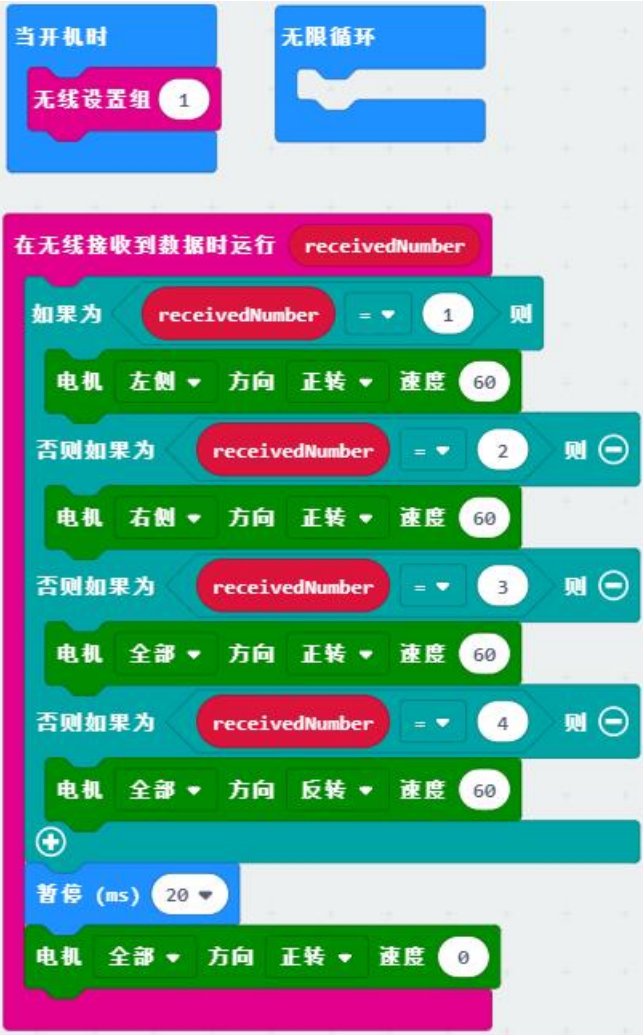 当开机时
无线设置组 1
无限循环
在无线接收到数据时运行 receivedNumber
如果为 receivedNumber = 1 则
电机 左侧 方向 正转 速度 60
否则如果为 receivedNumber = 2 则
电机 右侧 方向 正转 速度 60
否则如果为 receivedNumber = 3 则
电机 全部 方向 正转 速度 60
否则如果为 receivedNumber = 4 则
电机 全部 方向 反转 速度 60
暂停 (ms) 20
电机 全部 方向 正转 速度 0